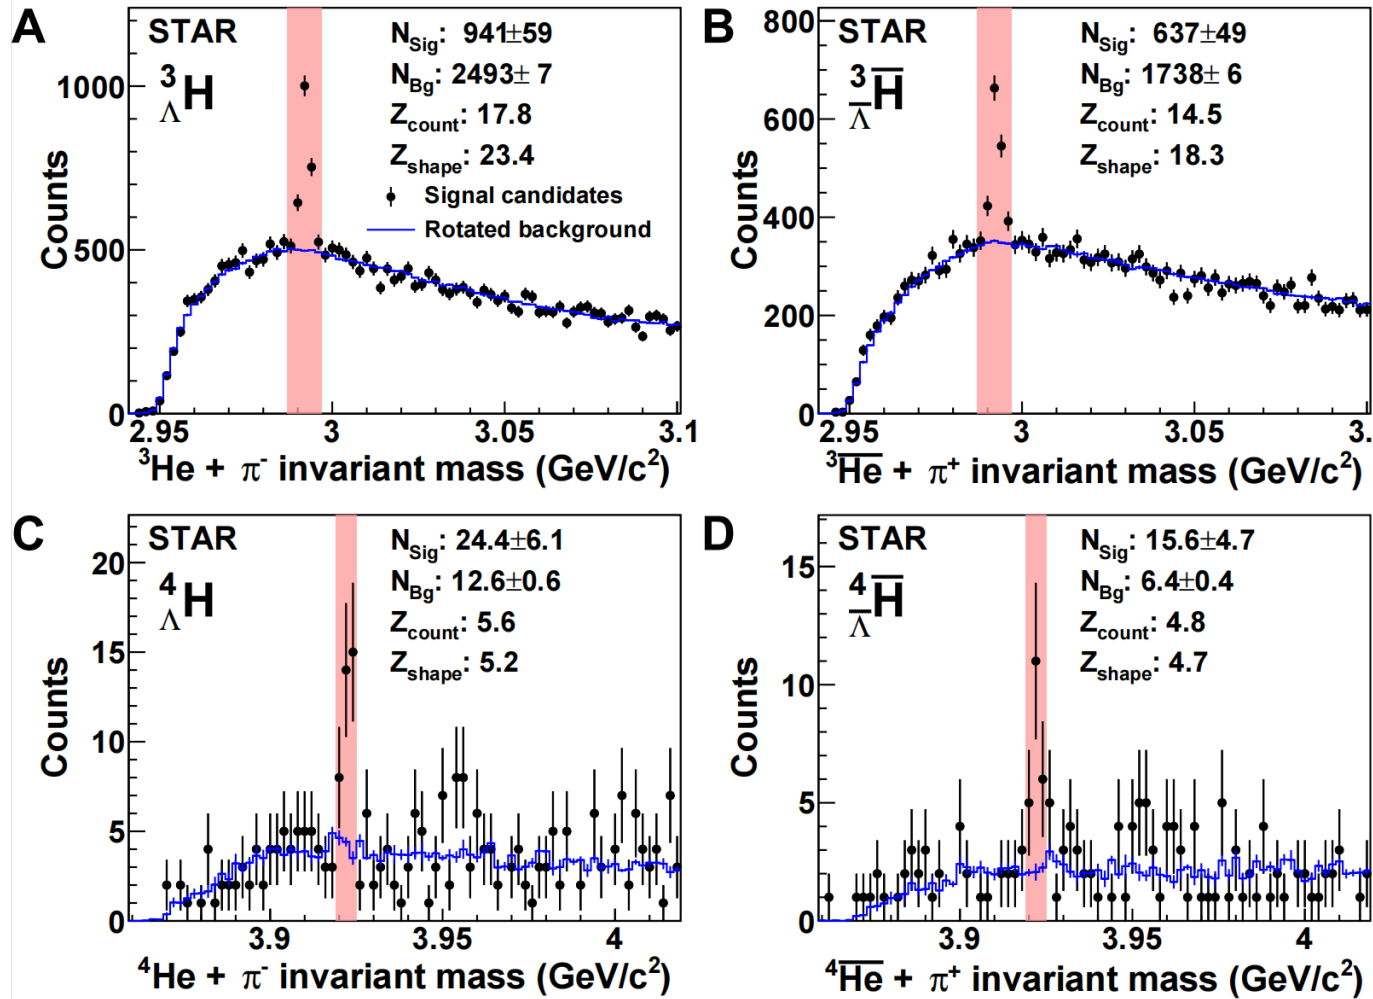 A
STAR
³ΛH
N_Sig: 941±59
N_Bg: 2493± 7
Z_count: 17.8
Z_shape: 23.4
Signal candidates
Rotated background
Counts
1000
500
0
2.95 3 3.05 3.1
³He + π⁻ invariant mass (GeV/c²)
B
STAR
³Λ̅H̅
N_Sig: 637±49
N_Bg: 1738± 6
Z_count: 14.5
Z_shape: 18.3
Counts
800
600
400
200
0
2.95 3 3.05 3.
³H̅e̅ + π⁺ invariant mass (GeV/c²)
C
STAR
⁴ΛH
N_Sig: 24.4±6.1
N_Bg: 12.6±0.6
Z_count: 5.6
Z_shape: 5.2
Counts
20
15
10
5
0
3.9 3.95 4
⁴He + π⁻ invariant mass (GeV/c²)
D
STAR
⁴Λ̅H̅
N_Sig: 15.6±4.7
N_Bg: 6.4±0.4
Z_count: 4.8
Z_shape: 4.7
Counts
15
10
5
0
3.9 3.95 4
⁴H̅e̅ + π⁺ invariant mass (GeV/c²)